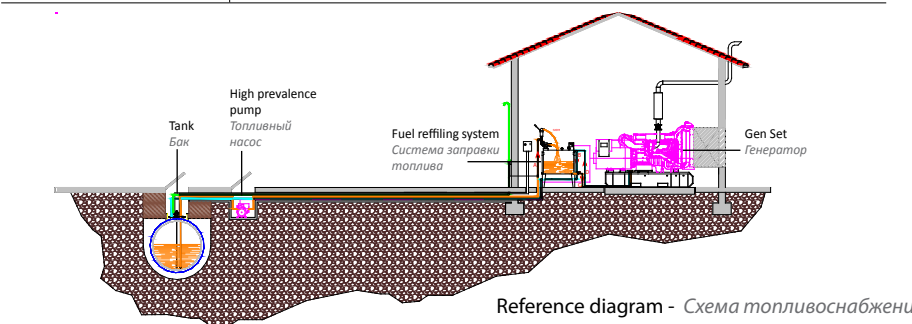 High prevalence
pump
Топливный
насос
Tank
Бак
Fuel reffiling system
Система заправки
топлива
Gen Set
Генератор
Reference diagram - Схема топливоснабжени